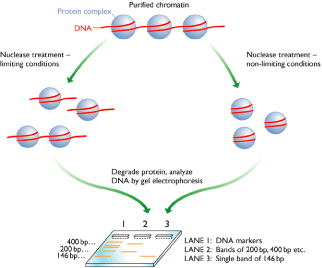 Purified chromatin
Protein complex
DNA
Nuclease treatment –
limiting conditions
Nuclease treatment –
non-limiting conditions
Degrade protein, analyze
DNA by gel electrophoresis
1 2 3
400 bp...
200 bp...
146 bp...
LANE 1: DNA markers
LANE 2: Bands of 200 bp, 400 bp etc.
LANE 3: Single band of 146 bp